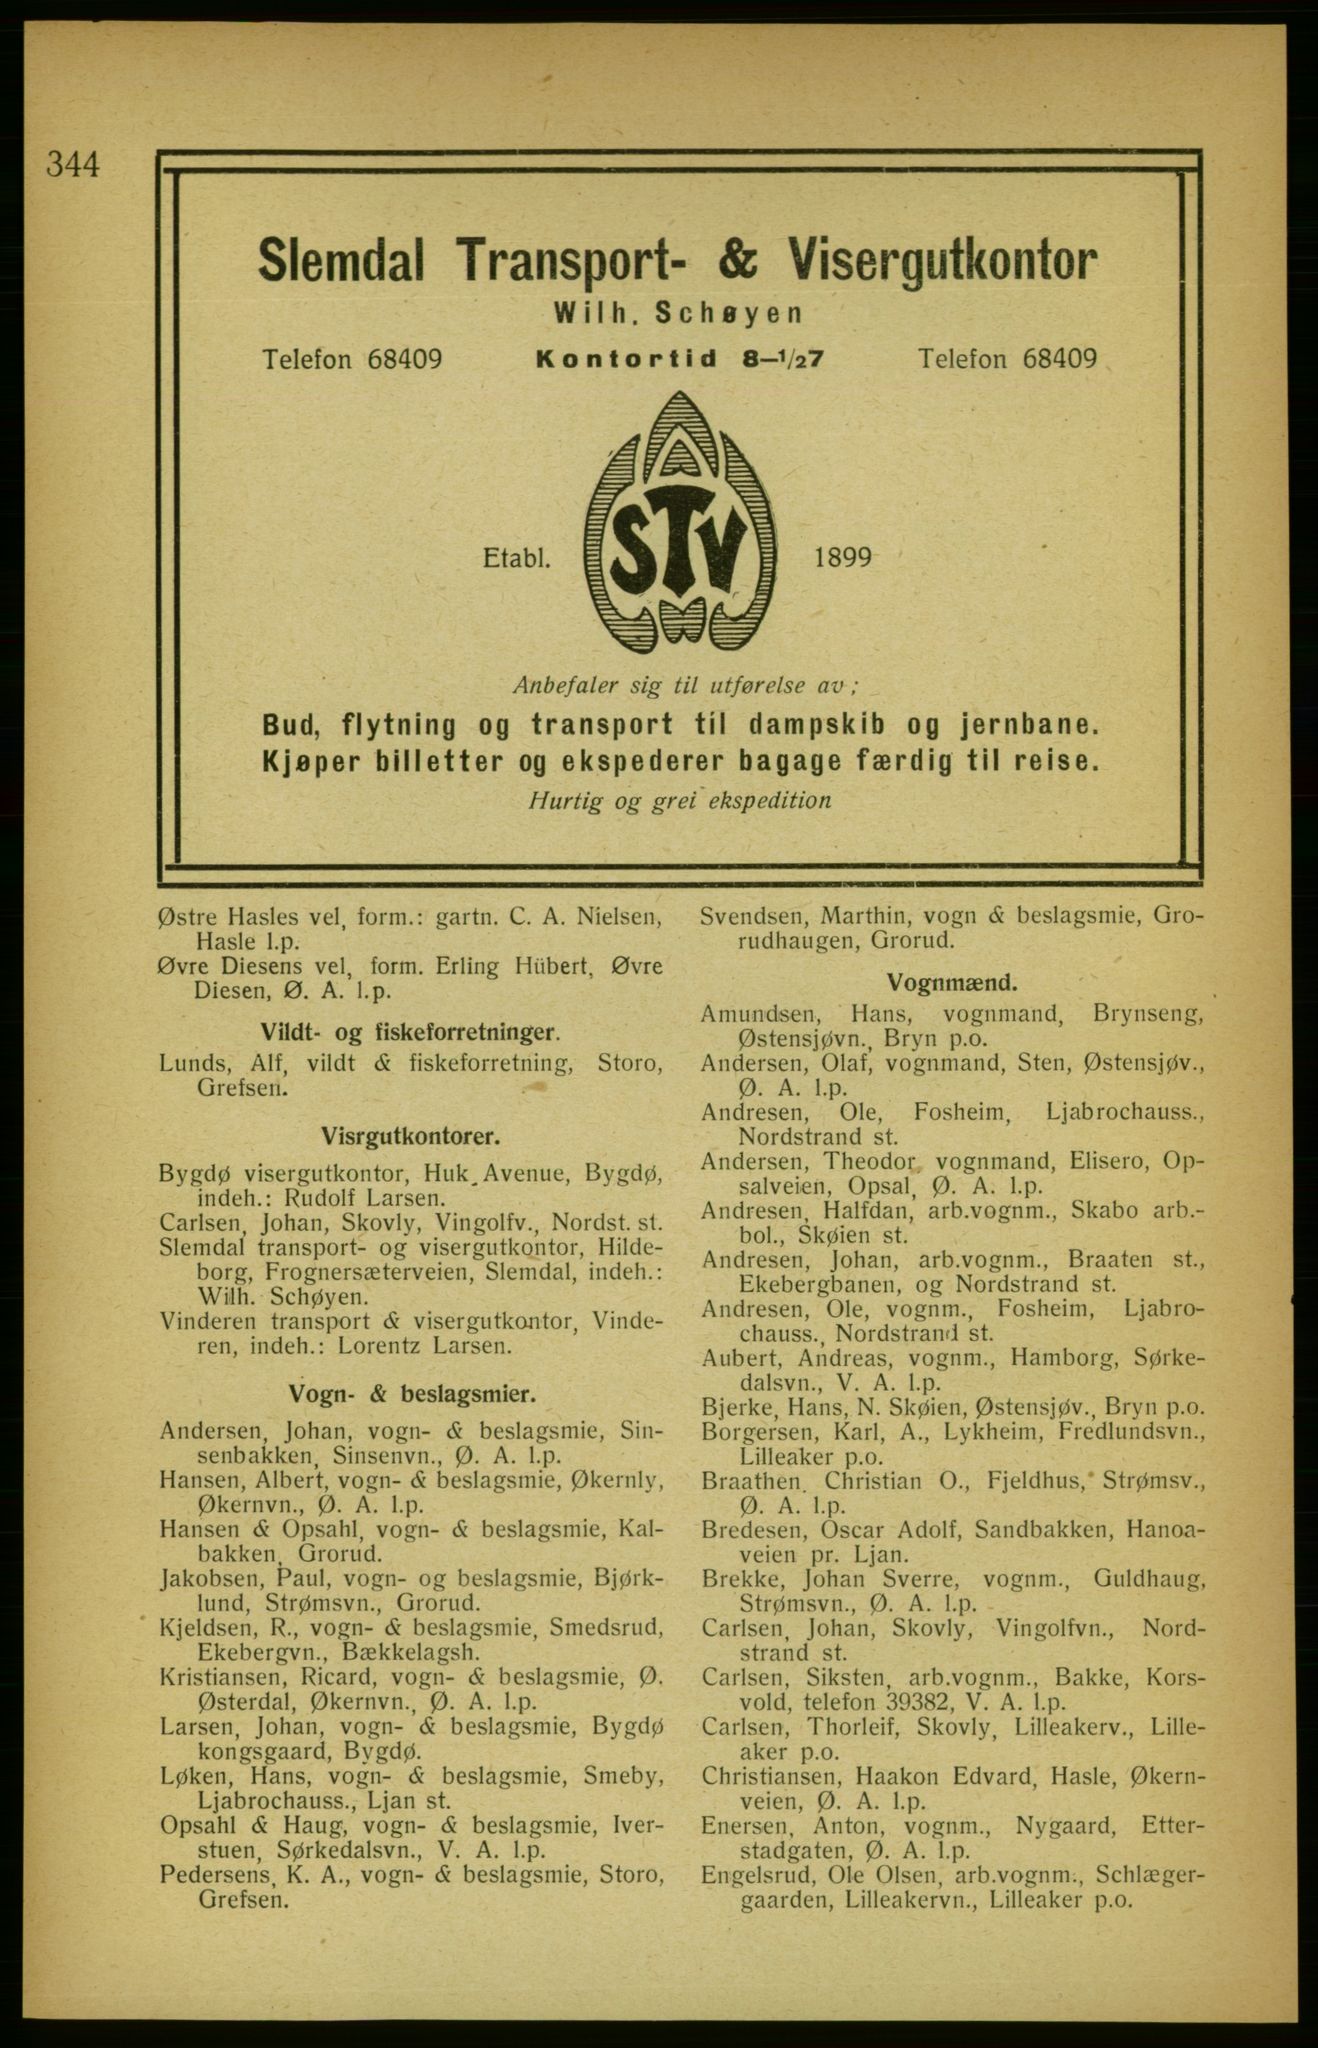 344
Slemdal Transport- & Visergutkontor
Wilh. Schøyen
Telefon 68409 Kontortid 8–1/27 Telefon 68409
STV
Etabl. 1899
Anbefaler sig til utførelse av ;
Bud, flytning og transport til dampskib og jernbane.
Kjøper billetter og ekspederer bagage færdig til reise.
Hurtig og grei ekspedition
Østre Hasles vel, form.: gartn. C. A. Nielsen,
Hasle l.p.
Øvre Diesens vel, form. Erling Hübert, Øvre
Diesen, Ø. A. l.p.
Vildt- og fiskeforretninger.
Lunds, Alf, vildt & fiskeforretning, Storo,
Grefsen.
Visrgutkontorer.
Bygdø visergutkontor, Huk Avenue, Bygdø,
indeh.: Rudolf Larsen.
Carlsen, Johan, Skovly, Vingolfv., Nordst. st.
Slemdal transport- og visergutkontor, Hilde-
borg, Frognersæterveien, Slemdal, indeh.:
Wilh. Schøyen.
Vinderen transport & visergutkontor, Vinde-
ren, indeh.: Lorentz Larsen.
Vogn- & beslagsmier.
Andersen, Johan, vogn- & beslagsmie, Sin-
senbakken, Sinsenvn., Ø. A. l.p.
Hansen, Albert, vogn- & beslagsmie, Økernly,
Økernvn., Ø. A. l.p.
Hansen & Opsahl, vogn- & beslagsmie, Kal-
bakken, Grorud.
Jakobsen, Paul, vogn- og beslagsmie, Bjørk-
lund, Strømsvn., Grorud.
Kjeldsen, R., vogn- & beslagsmie, Smedsrud,
Ekebergvn., Bækkelagsh.
Kristiansen, Ricard, vogn- & beslagsmie, Ø.
Østerdal, Økernvn., Ø. A. l.p.
Larsen, Johan, vogn- & beslagsmie, Bygdø
kongsgaard, Bygdø.
Løken, Hans, vogn- & beslagsmie, Smeby,
Ljabrochauss., Ljan st.
Opsahl & Haug, vogn- & beslagsmie, Iver-
stuen, Sørkedalsvn., V. A. l.p.
Pedersens, K. A., vogn- & beslagsmie, Storo,
Grefsen.
Svendsen, Marthin, vogn & beslagsmie, Gro-
rudhaugen, Grorud.
Vognmænd.
Amundsen, Hans, vognmand, Brynseng,
Østensjøvn., Bryn p.o.
Andersen, Olaf, vognmand, Sten, Østensjøv.,
Ø. A. l.p.
Andresen, Ole, Fosheim, Ljabrochauss.,
Nordstrand st.
Andersen, Theodor, vognmand, Elisero, Op-
salveien, Opsal, Ø. A. l.p.
Andresen, Halfdan, arb.vognm., Skabo arb.-
bol., Skøien st.
Andresen, Johan, arb.vognm., Braaten st.,
Ekebergbanen, og Nordstrand st.
Andresen, Ole, vognm., Fosheim, Ljabro-
chauss., Nordstrand st.
Aubert, Andreas, vognm., Hamborg, Sørke-
dalsvn., V. A. l.p.
Bjerke, Hans, N. Skøien, Østensjøv., Bryn p.o.
Borgersen, Karl, A., Lykheim, Fredlundsvn.,
Lilleaker p.o.
Braathen, Christian O., Fjeldhus, Strømsv.,
Ø. A. l.p.
Bredesen, Oscar Adolf, Sandbakken, Hanoa-
veien pr. Ljan.
Brekke, Johan Sverre, vognm., Guldhaug,
Strømsvn., Ø. A. l.p.
Carlsen, Johan, Skovly, Vingolfvn., Nord-
strand st.
Carlsen, Siksten, arb.vognm., Bakke, Kors-
vold, telefon 39382, V. A. l.p.
Carlsen, Thorleif, Skovly, Lilleakerv., Lille-
aker p.o.
Christiansen, Haakon Edvard, Hasle, Økern-
veien, Ø. A. l.p.
Enersen, Anton, vognm., Nygaard, Etter-
stadgaten, Ø. A. l.p.
Engelsrud, Ole Olsen, arb.vognm., Schlæger-
gaarden, Lilleakervn., Lilleaker p.o.